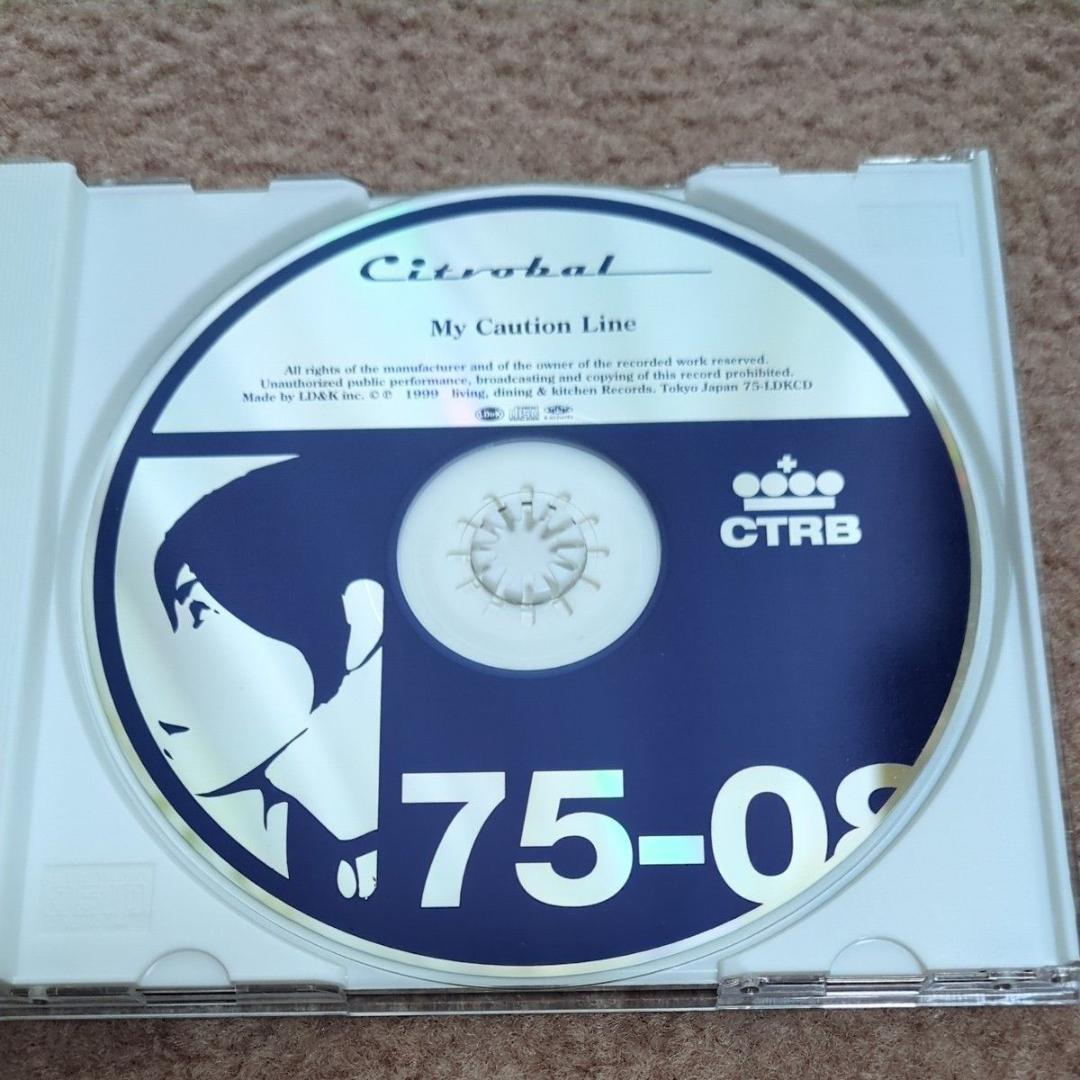 Citrobal
My Caution Line
All rights of the manufacturer and of the owner of the recorded work reserved.
Unauthorized public performance, broadcasting and copying of this record prohibited.
Made by LD&K inc. © ℗ 1999 living, dining & kitchen Records. Tokyo Japan 75-LDKCD
LD&K
CTRB
75-08